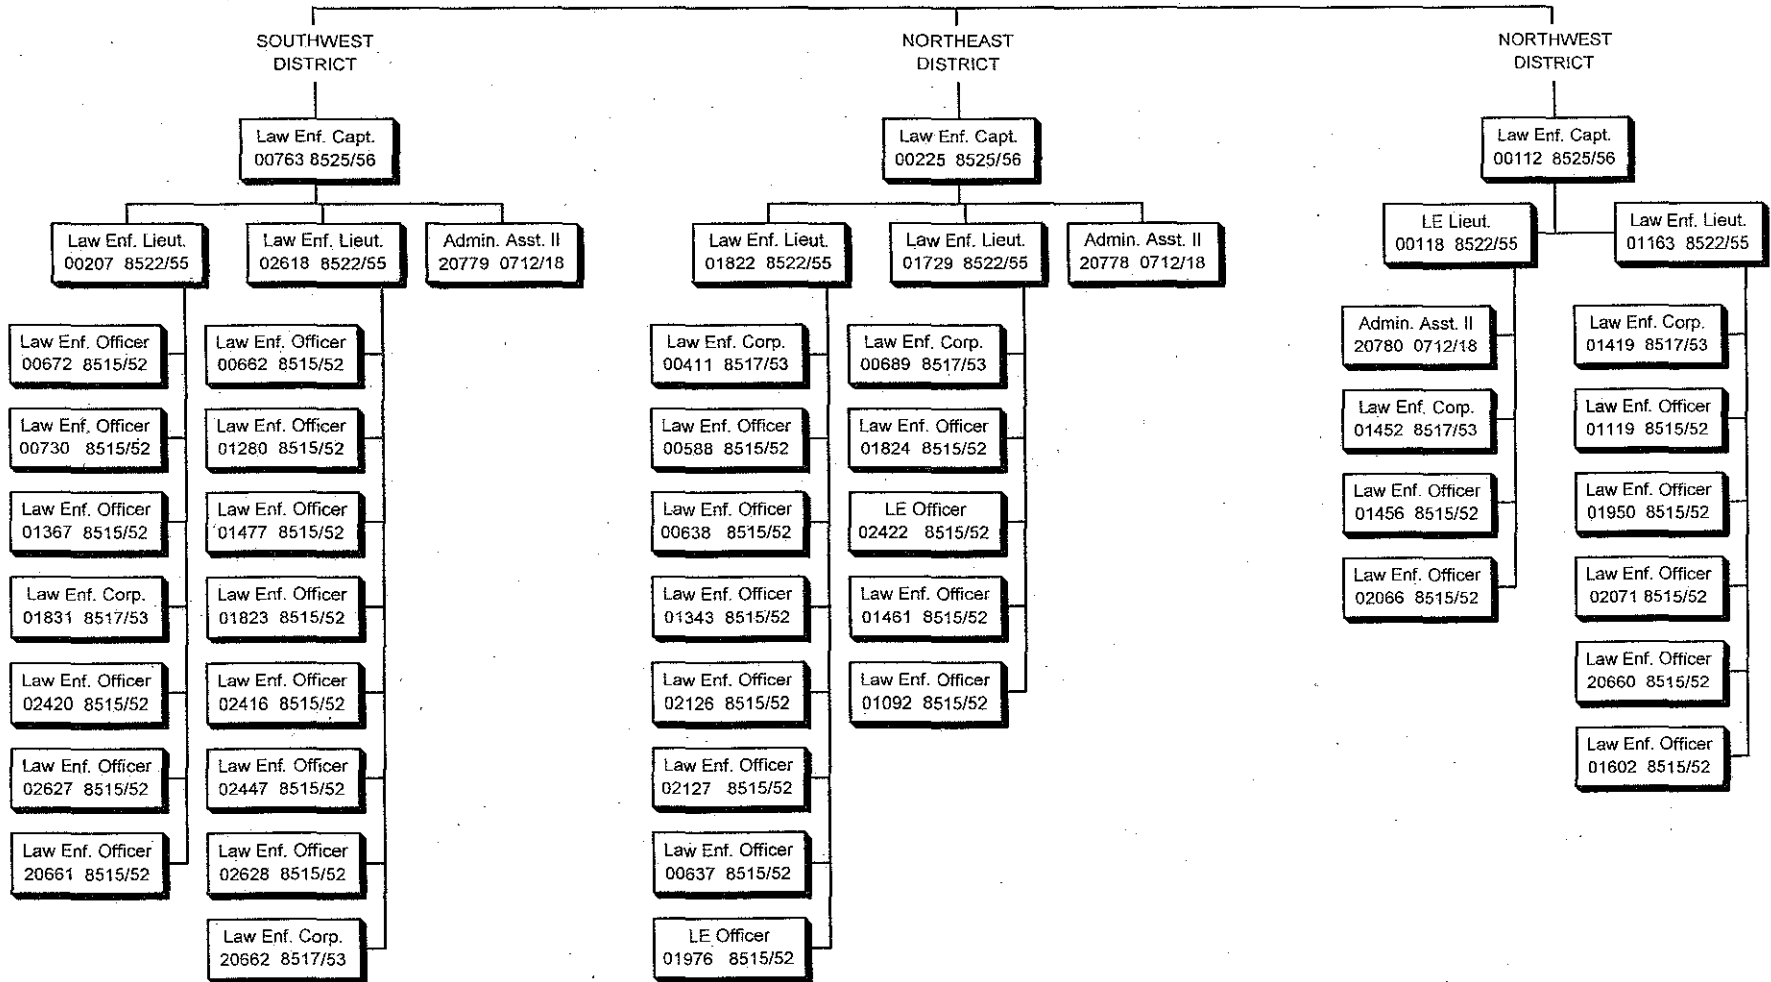 SOUTHWEST
DISTRICT
Law Enf. Capt.
00763 8525/56
Law Enf. Lieut.
00207 8522/55
Law Enf. Officer
00672 8515/52
Law Enf. Officer
00730 8515/52
Law Enf. Officer
01367 8515/52
Law Enf. Corp.
01831 8517/53
Law Enf. Officer
02420 8515/52
Law Enf. Officer
02627 8515/52
Law Enf. Officer
20661 8515/52
Law Enf. Lieut.
02618 8522/55
Law Enf. Officer
00662 8515/52
Law Enf. Officer
01280 8515/52
Law Enf. Officer
01477 8515/52
Law Enf. Officer
01823 8515/52
Law Enf. Officer
02416 8515/52
Law Enf. Officer
02447 8515/52
Law Enf. Officer
02628 8515/52
Law Enf. Corp.
20662 8517/53
Admin. Asst. II
20779 0712/18
NORTHEAST
DISTRICT
Law Enf. Capt.
00225 8525/56
Law Enf. Lieut.
01822 8522/55
Law Enf. Corp.
00411 8517/53
Law Enf. Officer
00588 8515/52
Law Enf. Officer
00638 8515/52
Law Enf. Officer
01343 8515/52
Law Enf. Officer
02126 8515/52
Law Enf. Officer
02127 8515/52
Law Enf. Officer
00637 8515/52
LE Officer
01976 8515/52
Law Enf. Lieut.
01729 8522/55
Law Enf. Corp.
00689 8517/53
Law Enf. Officer
01824 8515/52
LE Officer
02422 8515/52
Law Enf. Officer
01461 8515/52
Law Enf. Officer
01092 8515/52
Admin. Asst. II
20778 0712/18
NORTHWEST
DISTRICT
Law Enf. Capt.
00112 8525/56
LE Lieut.
00118 8522/55
Admin. Asst. II
20780 0712/18
Law Enf. Corp.
01452 8517/53
Law Enf. Officer
01456 8515/52
Law Enf. Officer
02066 8515/52
Law Enf. Lieut.
01163 8522/55
Law Enf. Corp.
01419 8517/53
Law Enf. Officer
01119 8515/52
Law Enf. Officer
01950 8515/52
Law Enf. Officer
02071 8515/52
Law Enf. Officer
20660 8515/52
Law Enf. Officer
01602 8515/52